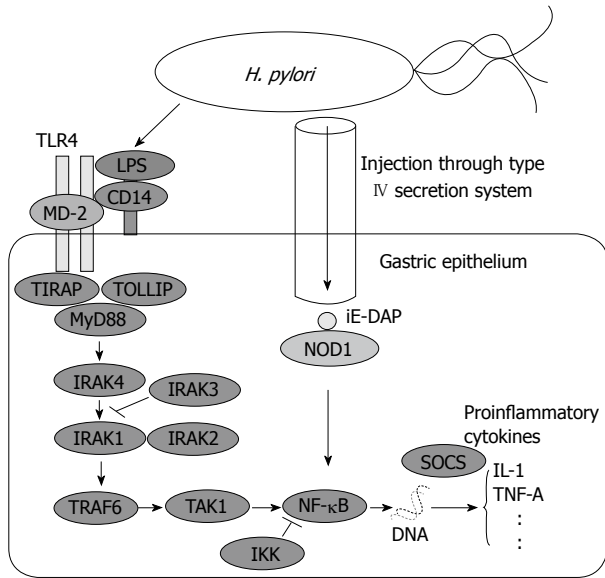 H. pylori
TLR4
LPS
CD14
MD-2
Injection through type
Ⅳ secretion system
Gastric epithelium
TIRAP
TOLLIP
MyD88
iE-DAP
NOD1
IRAK4
IRAK3
IRAK1
IRAK2
Proinflammatory
cytokines
SOCS
IL-1
TNF-A
:
:
TRAF6
TAK1
NF-κB
DNA
IKK